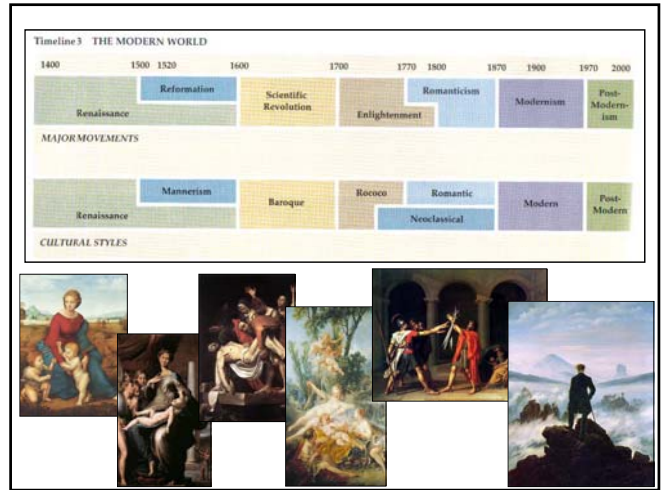 Timeline 3 THE MODERN WORLD
1400 1500 1520 1600 1700 1770 1800 1870 1900 1970 2000
Reformation
Renaissance
Scientific
Revolution
Enlightenment
Romanticism
Modernism
Post-
Modern-
ism
MAJOR MOVEMENTS
Mannerism
Renaissance
Baroque
Rococo
Romantic
Neoclassical
Modern
Post-
Modern
CULTURAL STYLES